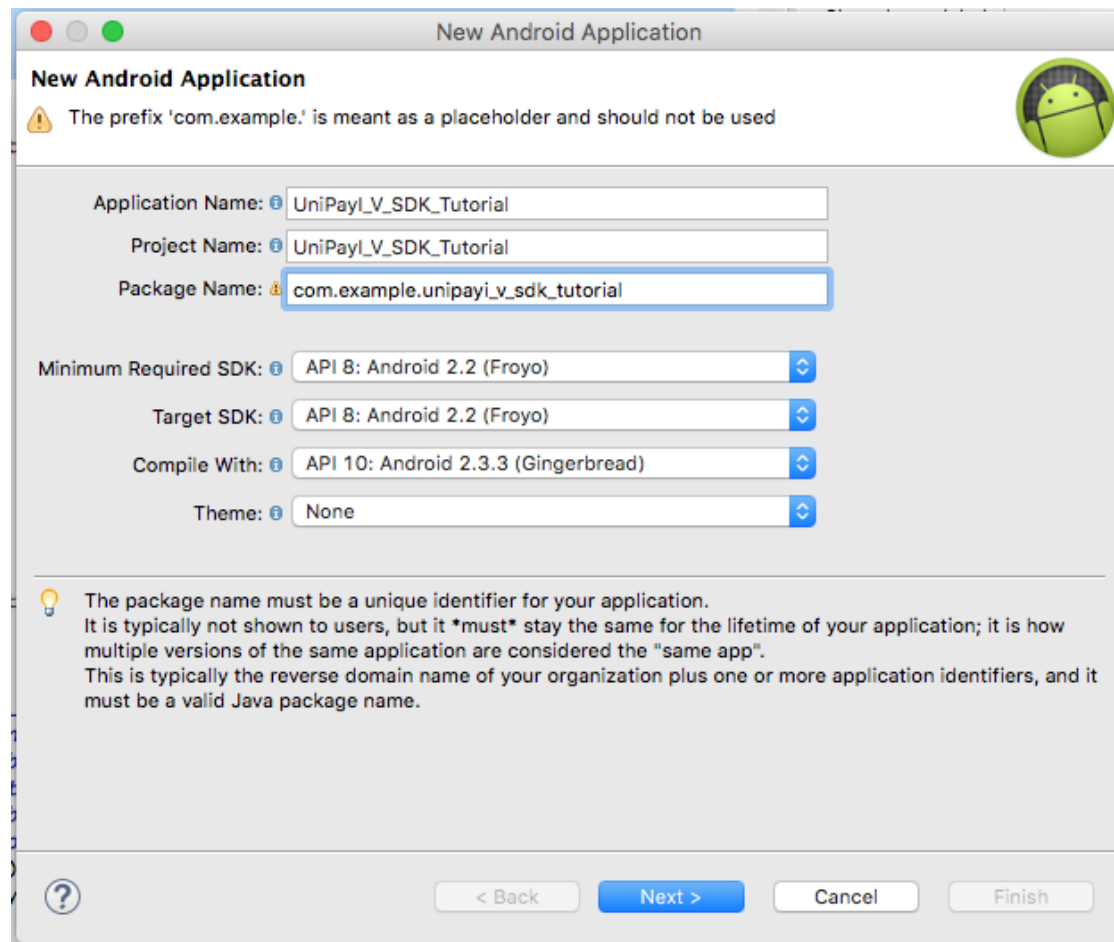 New Android Application
New Android Application
The prefix 'com.example.' is meant as a placeholder and should not be used
Application Name: UniPayI_V_SDK_Tutorial
Project Name: UniPayI_V_SDK_Tutorial
Package Name: com.example.unipayi_v_sdk_tutorial
Minimum Required SDK: API 8: Android 2.2 (Froyo)
Target SDK: API 8: Android 2.2 (Froyo)
Compile With: API 10: Android 2.3.3 (Gingerbread)
Theme: None
The package name must be a unique identifier for your application.
It is typically not shown to users, but it *must* stay the same for the lifetime of your application; it is how
multiple versions of the same application are considered the "same app".
This is typically the reverse domain name of your organization plus one or more application identifiers, and it
must be a valid Java package name.
? < Back Next > Cancel Finish